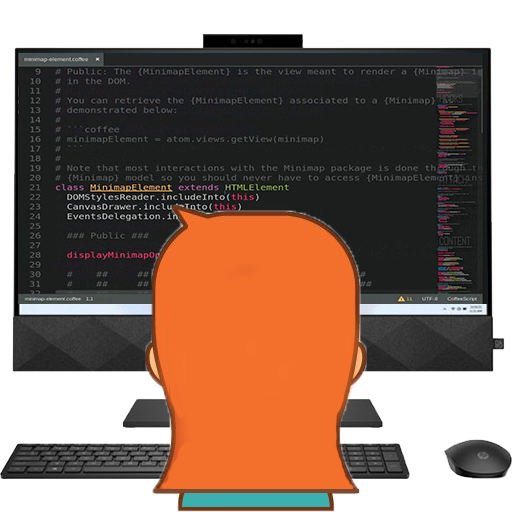 minimap-element.coffee
9 # Public: The {MinimapElement} is the view meant to render a {Minimap}
10 # in the DOM.
11 #
12 # You can retrieve the {MinimapElement} associated to a {Minimap}
13 # demonstrated below:
14 #
15 # ```coffee
16 # minimapElement = atom.views.getView(minimap)
17 # ```
18 #
19 # Note that most interactions with the Minimap package is done through
20 # {Minimap} model so you should never have to access {MinimapElement
21 class MinimapElement extends HTMLElement
22 DOMStylesReader.includeInto(this)
23 CanvasDrawer.includeInto(this)
24 EventsDelegation.in
25
26 ### Public ###
27
28 displayMinimapOn
29
30 # ## ## ##
31 # ## ##
CONTENT
minimap-element.coffee 1,1 11 UTF-8 CoffeeScript
hp